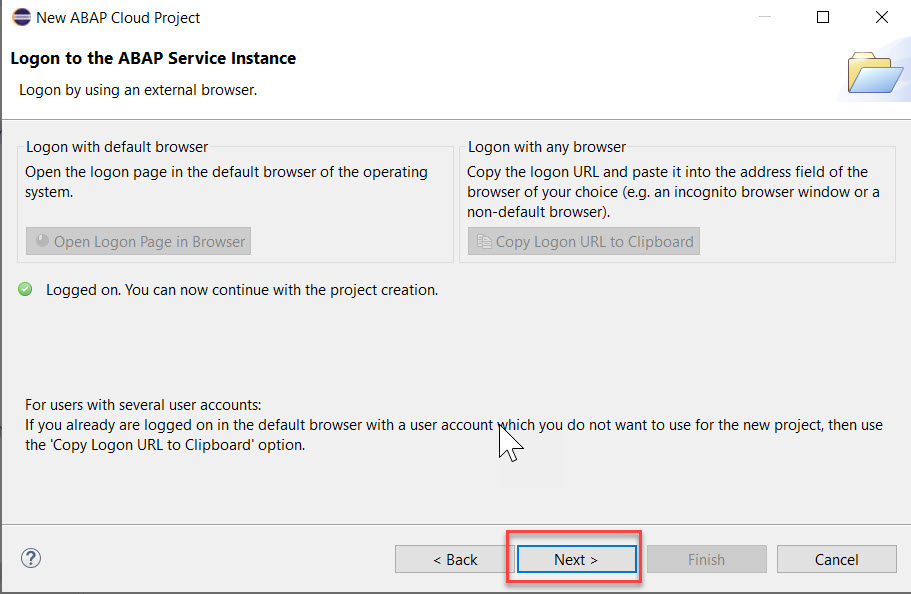 New ABAP Cloud Project
Logon to the ABAP Service Instance
Logon by using an external browser.
Logon with default browser
Open the logon page in the default browser of the operating
system.
Open Logon Page in Browser
Logon with any browser
Copy the logon URL and paste it into the address field of the
browser of your choice (e.g. an incognito browser window or a
non-default browser).
Copy Logon URL to Clipboard
Logged on. You can now continue with the project creation.
For users with several user accounts:
If you already are logged on in the default browser with a user account which you do not want to use for the new project, then use
the 'Copy Logon URL to Clipboard' option.
?
< Back
Next >
Finish
Cancel